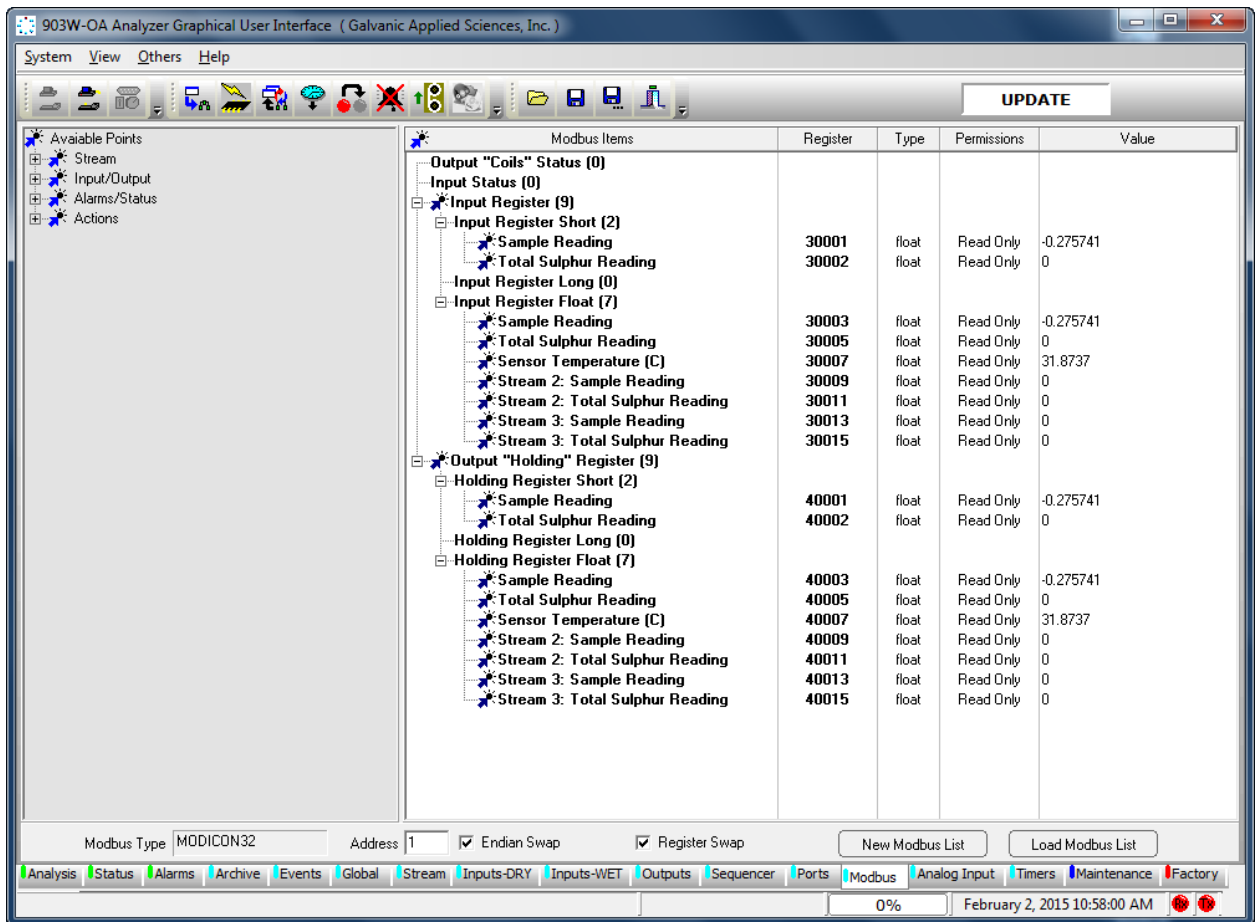 903W-OA Analyzer Graphical User Interface ( Galvanic Applied Sciences, Inc. )
System View Others Help
UPDATE
Avaiable Points
Stream
Input/Output
Alarms/Status
Actions
Modbus Items Register Type Permissions Value
Output "Coils" Status (0)
Input Status (0)
Input Register (9)
Input Register Short (2)
Sample Reading 30001 float Read Only -0.275741
Total Sulphur Reading 30002 float Read Only 0
Input Register Long (0)
Input Register Float (7)
Sample Reading 30003 float Read Only -0.275741
Total Sulphur Reading 30005 float Read Only 0
Sensor Temperature (C) 30007 float Read Only 31.8737
Stream 2: Sample Reading 30009 float Read Only 0
Stream 2: Total Sulphur Reading 30011 float Read Only 0
Stream 3: Sample Reading 30013 float Read Only 0
Stream 3: Total Sulphur Reading 30015 float Read Only 0
Output "Holding" Register (9)
Holding Register Short (2)
Sample Reading 40001 float Read Only -0.275741
Total Sulphur Reading 40002 float Read Only 0
Holding Register Long (0)
Holding Register Float (7)
Sample Reading 40003 float Read Only -0.275741
Total Sulphur Reading 40005 float Read Only 0
Sensor Temperature (C) 40007 float Read Only 31.8737
Stream 2: Sample Reading 40009 float Read Only 0
Stream 2: Total Sulphur Reading 40011 float Read Only 0
Stream 3: Sample Reading 40013 float Read Only 0
Stream 3: Total Sulphur Reading 40015 float Read Only 0
Modbus Type MODICON32 Address 1 Endian Swap Register Swap New Modbus List Load Modbus List
Analysis Status Alarms Archive Events Global Stream Inputs-DRY Inputs-WET Outputs Sequencer Ports Modbus Analog Input Timers Maintenance Factory
0% February 2, 2015 10:58:00 AM Rx Tx